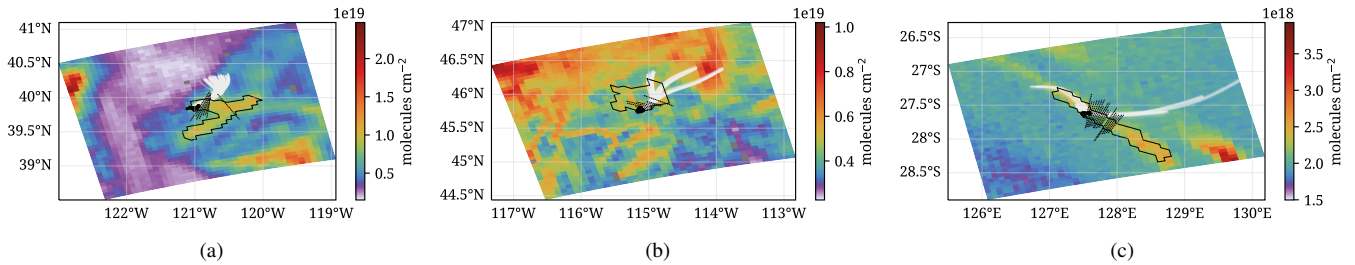 1e19
41°N
40.5°N
40°N
39.5°N
39°N
122°W 121°W 120°W 119°W
2.0
1.5
1.0
0.5
molecules cm−2
(a)
1e19
47°N
46.5°N
46°N
45.5°N
45°N
44.5°N
117°W 116°W 115°W 114°W 113°W
1.0
0.8
0.6
0.4
molecules cm−2
(b)
1e18
26.5°S
27°S
27.5°S
28°S
28.5°S
126°E 127°E 128°E 129°E 130°E
3.5
3.0
2.5
2.0
1.5
molecules cm−2
(c)